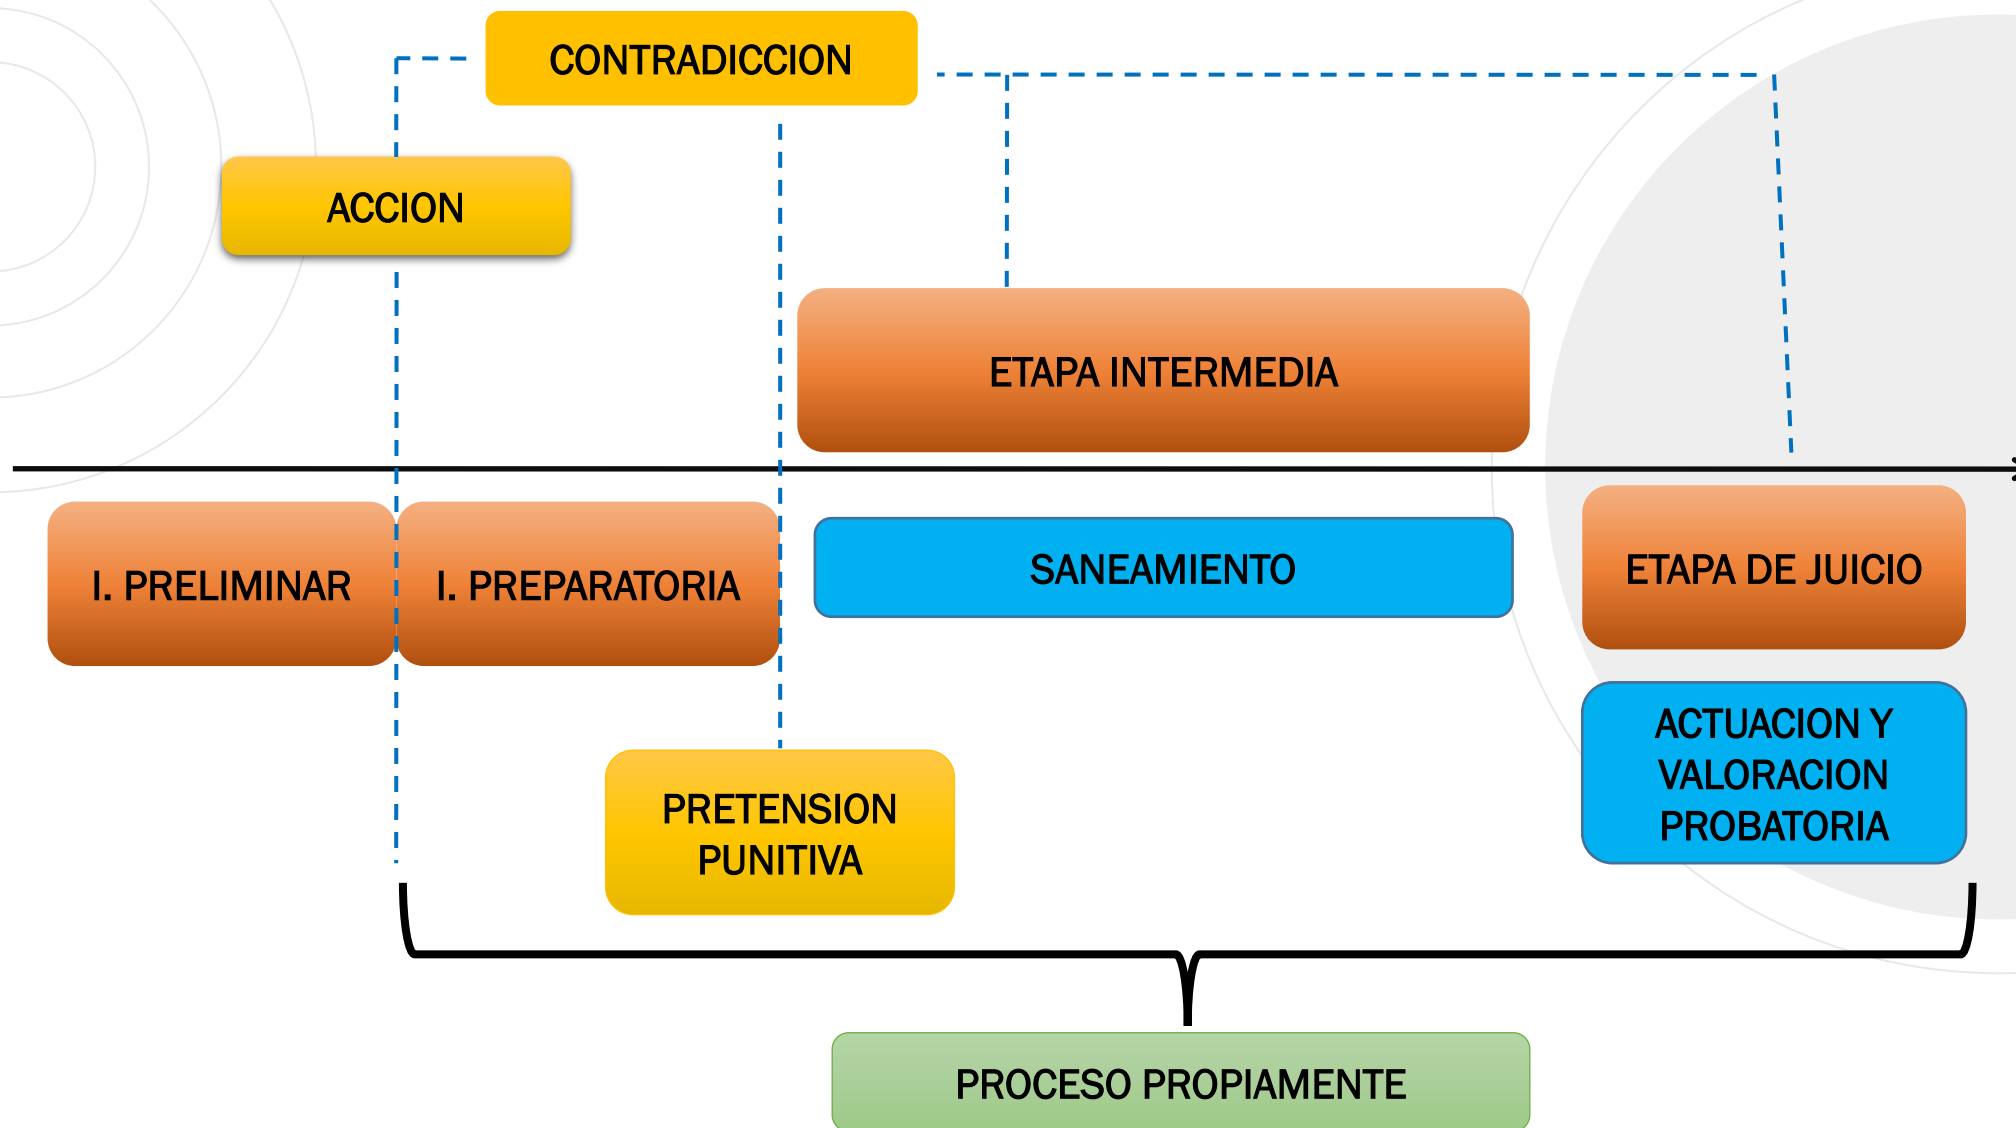 CONTRADICCION
ACCION
ETAPA INTERMEDIA
I. PRELIMINAR
I. PREPARATORIA
SANEAMIENTO
ETAPA DE JUICIO
PRETENSION
PUNITIVA
ACTUACION Y
VALORACION
PROBATORIA
PROCESO PROPIAMENTE